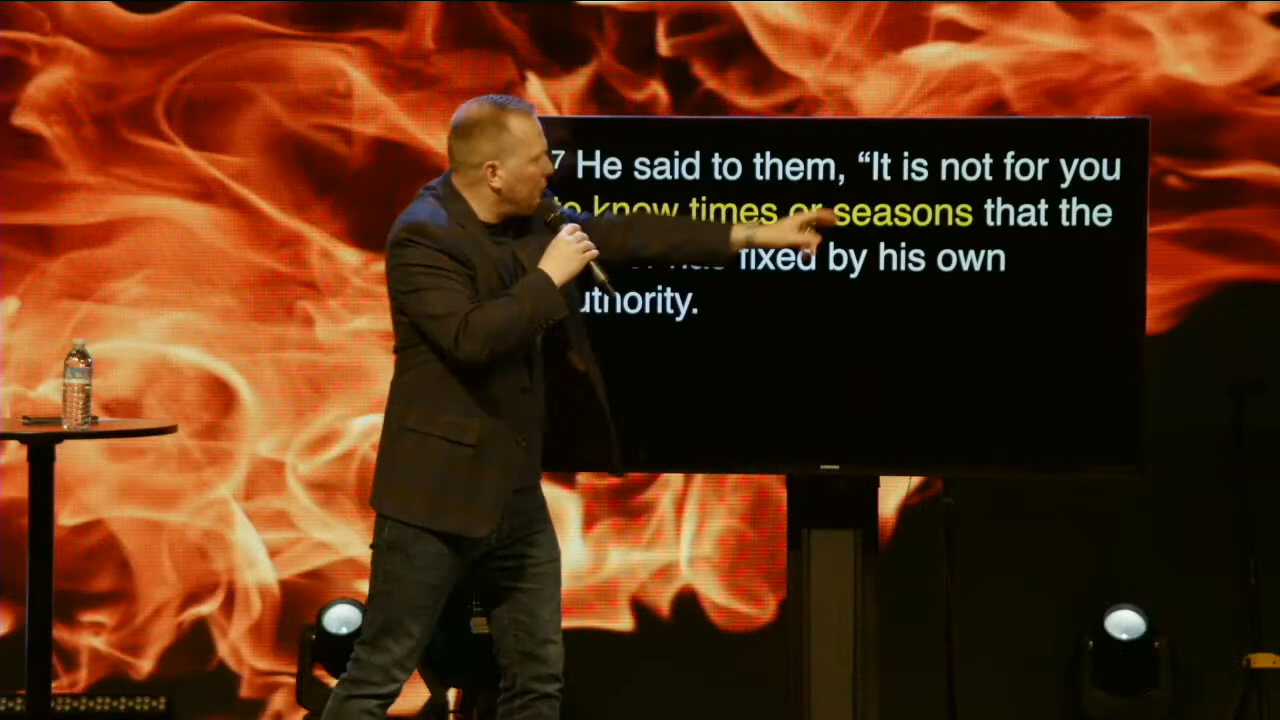 7 He said to them, “It is not for you
to know times or seasons that the
fixed by his own
uthority.